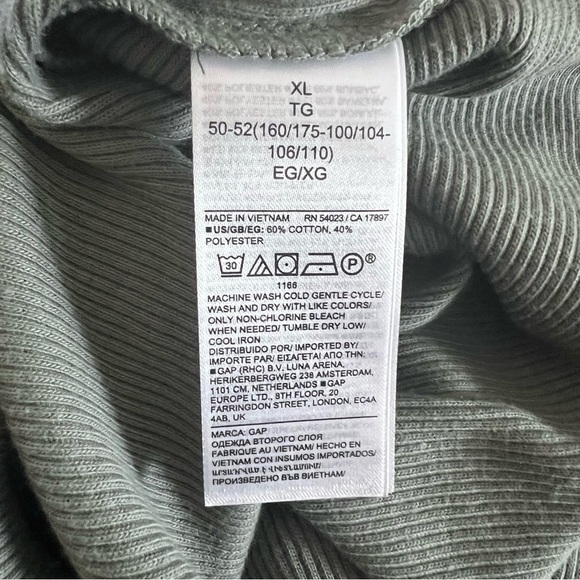 XL
TG
50-52(160/175-100/104-
106/110)
EG/XG
MADE IN VIETNAM RN 54023 / CA 17897
■US/GB/EG: 60% COTTON, 40%
POLYESTER
30 P®
1166
MACHINE WASH COLD GENTLE CYCLE/
WASH AND DRY WITH LIKE COLORS/
ONLY NON-CHLORINE BLEACH
WHEN NEEDED/ TUMBLE DRY LOW/
COOL IRON
DISTRIBUIDO POR/ IMPORTED BY/
IMPORTE PAR/ ΕΙΣΑΓΕΤΑΙ ΑΠΟ ΤΗΝ:
■GAP (RHC) B.V. LUNA ARENA,
HERIKERBERGWEG 238 AMSTERDAM,
1101 CM, NETHERLANDS ■GAP
EUROPE LTD., 8TH FLOOR, 20
FARRINGDON STREET, LONDON, EC4A
4AB, UK
MARCA: GAP
ОДЕЖДА ВТОРОГО СЛОЯ
FABRIQUE AU VIETNAM/ HECHO EN
VIETNAM CON INSUMOS IMPORTADOS/
ԱՐՏԱԴՐՎԱԾ Է ՎԻԵՏՆԱՄՈՒՄ/
ПРОИЗВЕДЕНО ВЪВ ВИЕТНАМ/